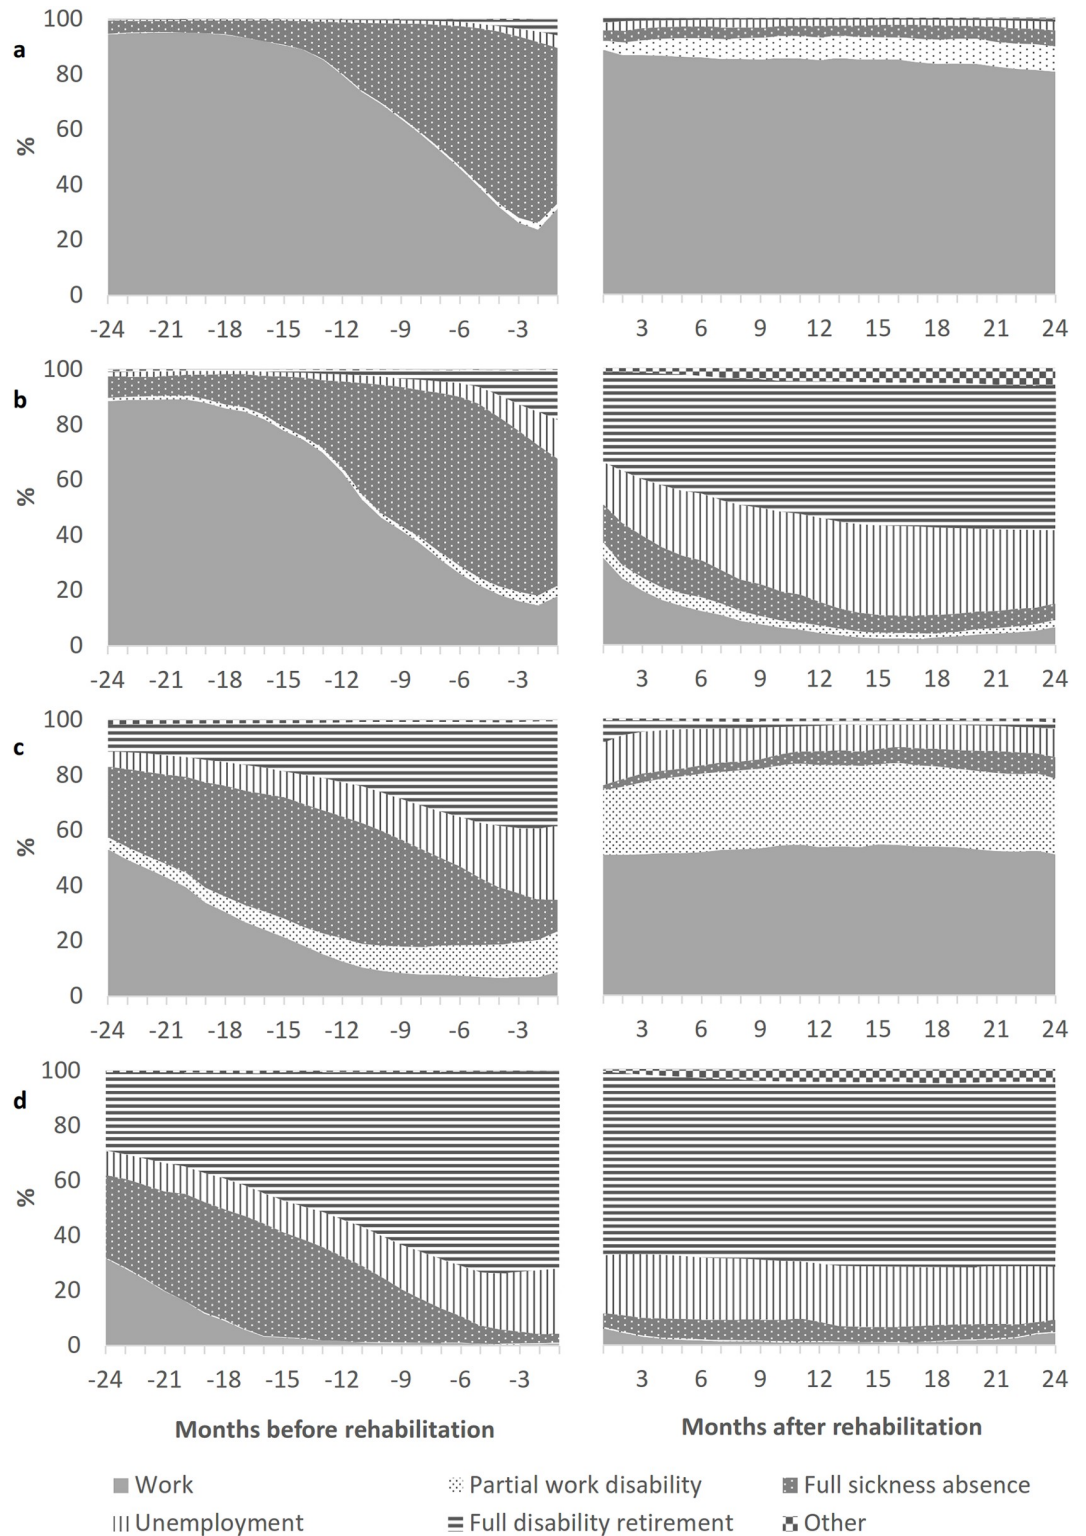 a
%
100
80
60
40
20
0
-24 -21 -18 -15 -12 -9 -6 -3
3 6 9 12 15 18 21 24
b
%
100
80
60
40
20
0
-24 -21 -18 -15 -12 -9 -6 -3
3 6 9 12 15 18 21 24
c
%
100
80
60
40
20
0
-24 -21 -18 -15 -12 -9 -6 -3
3 6 9 12 15 18 21 24
d
%
100
80
60
40
20
0
-24 -21 -18 -15 -12 -9 -6 -3
3 6 9 12 15 18 21 24
Months before rehabilitation
Months after rehabilitation
Work Partial work disability Full sickness absence
Unemployment Full disability retirement Other